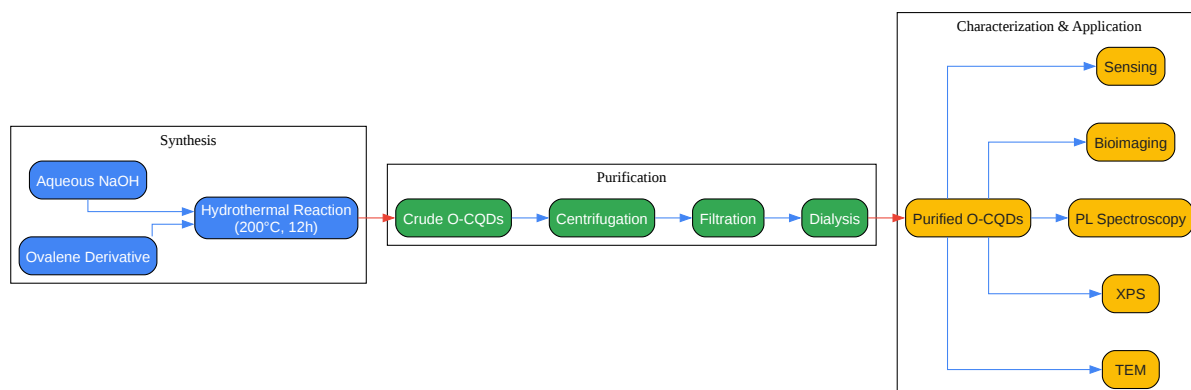 Synthesis
Aqueous NaOH
Ovalene Derivative
Hydrothermal Reaction
(200°C, 12h)
Purification
Crude O-CQDs
Centrifugation
Filtration
Dialysis
Characterization & Application
Purified O-CQDs
Sensing
Bioimaging
PL Spectroscopy
XPS
TEM